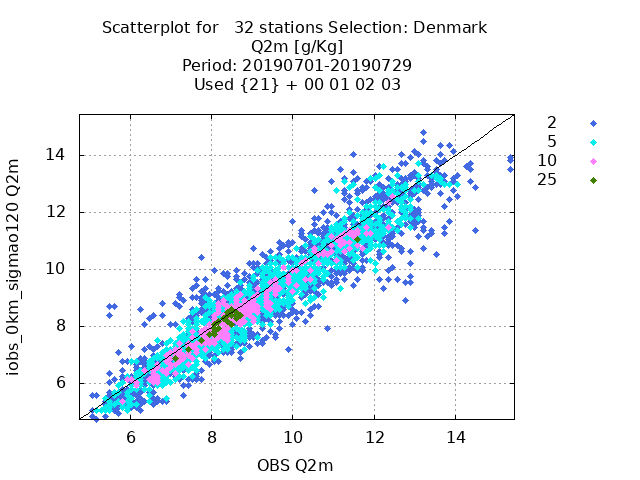 Scatterplot for   32 stations Selection: Denmark
Q2m [g/Kg]
Period: 20190701-20190729
Used {21} + 00 01 02 03
2
5
10
25
14
12
10
8
6
iobs_0km_sigmao120 Q2m
6 8 10 12 14
OBS Q2m